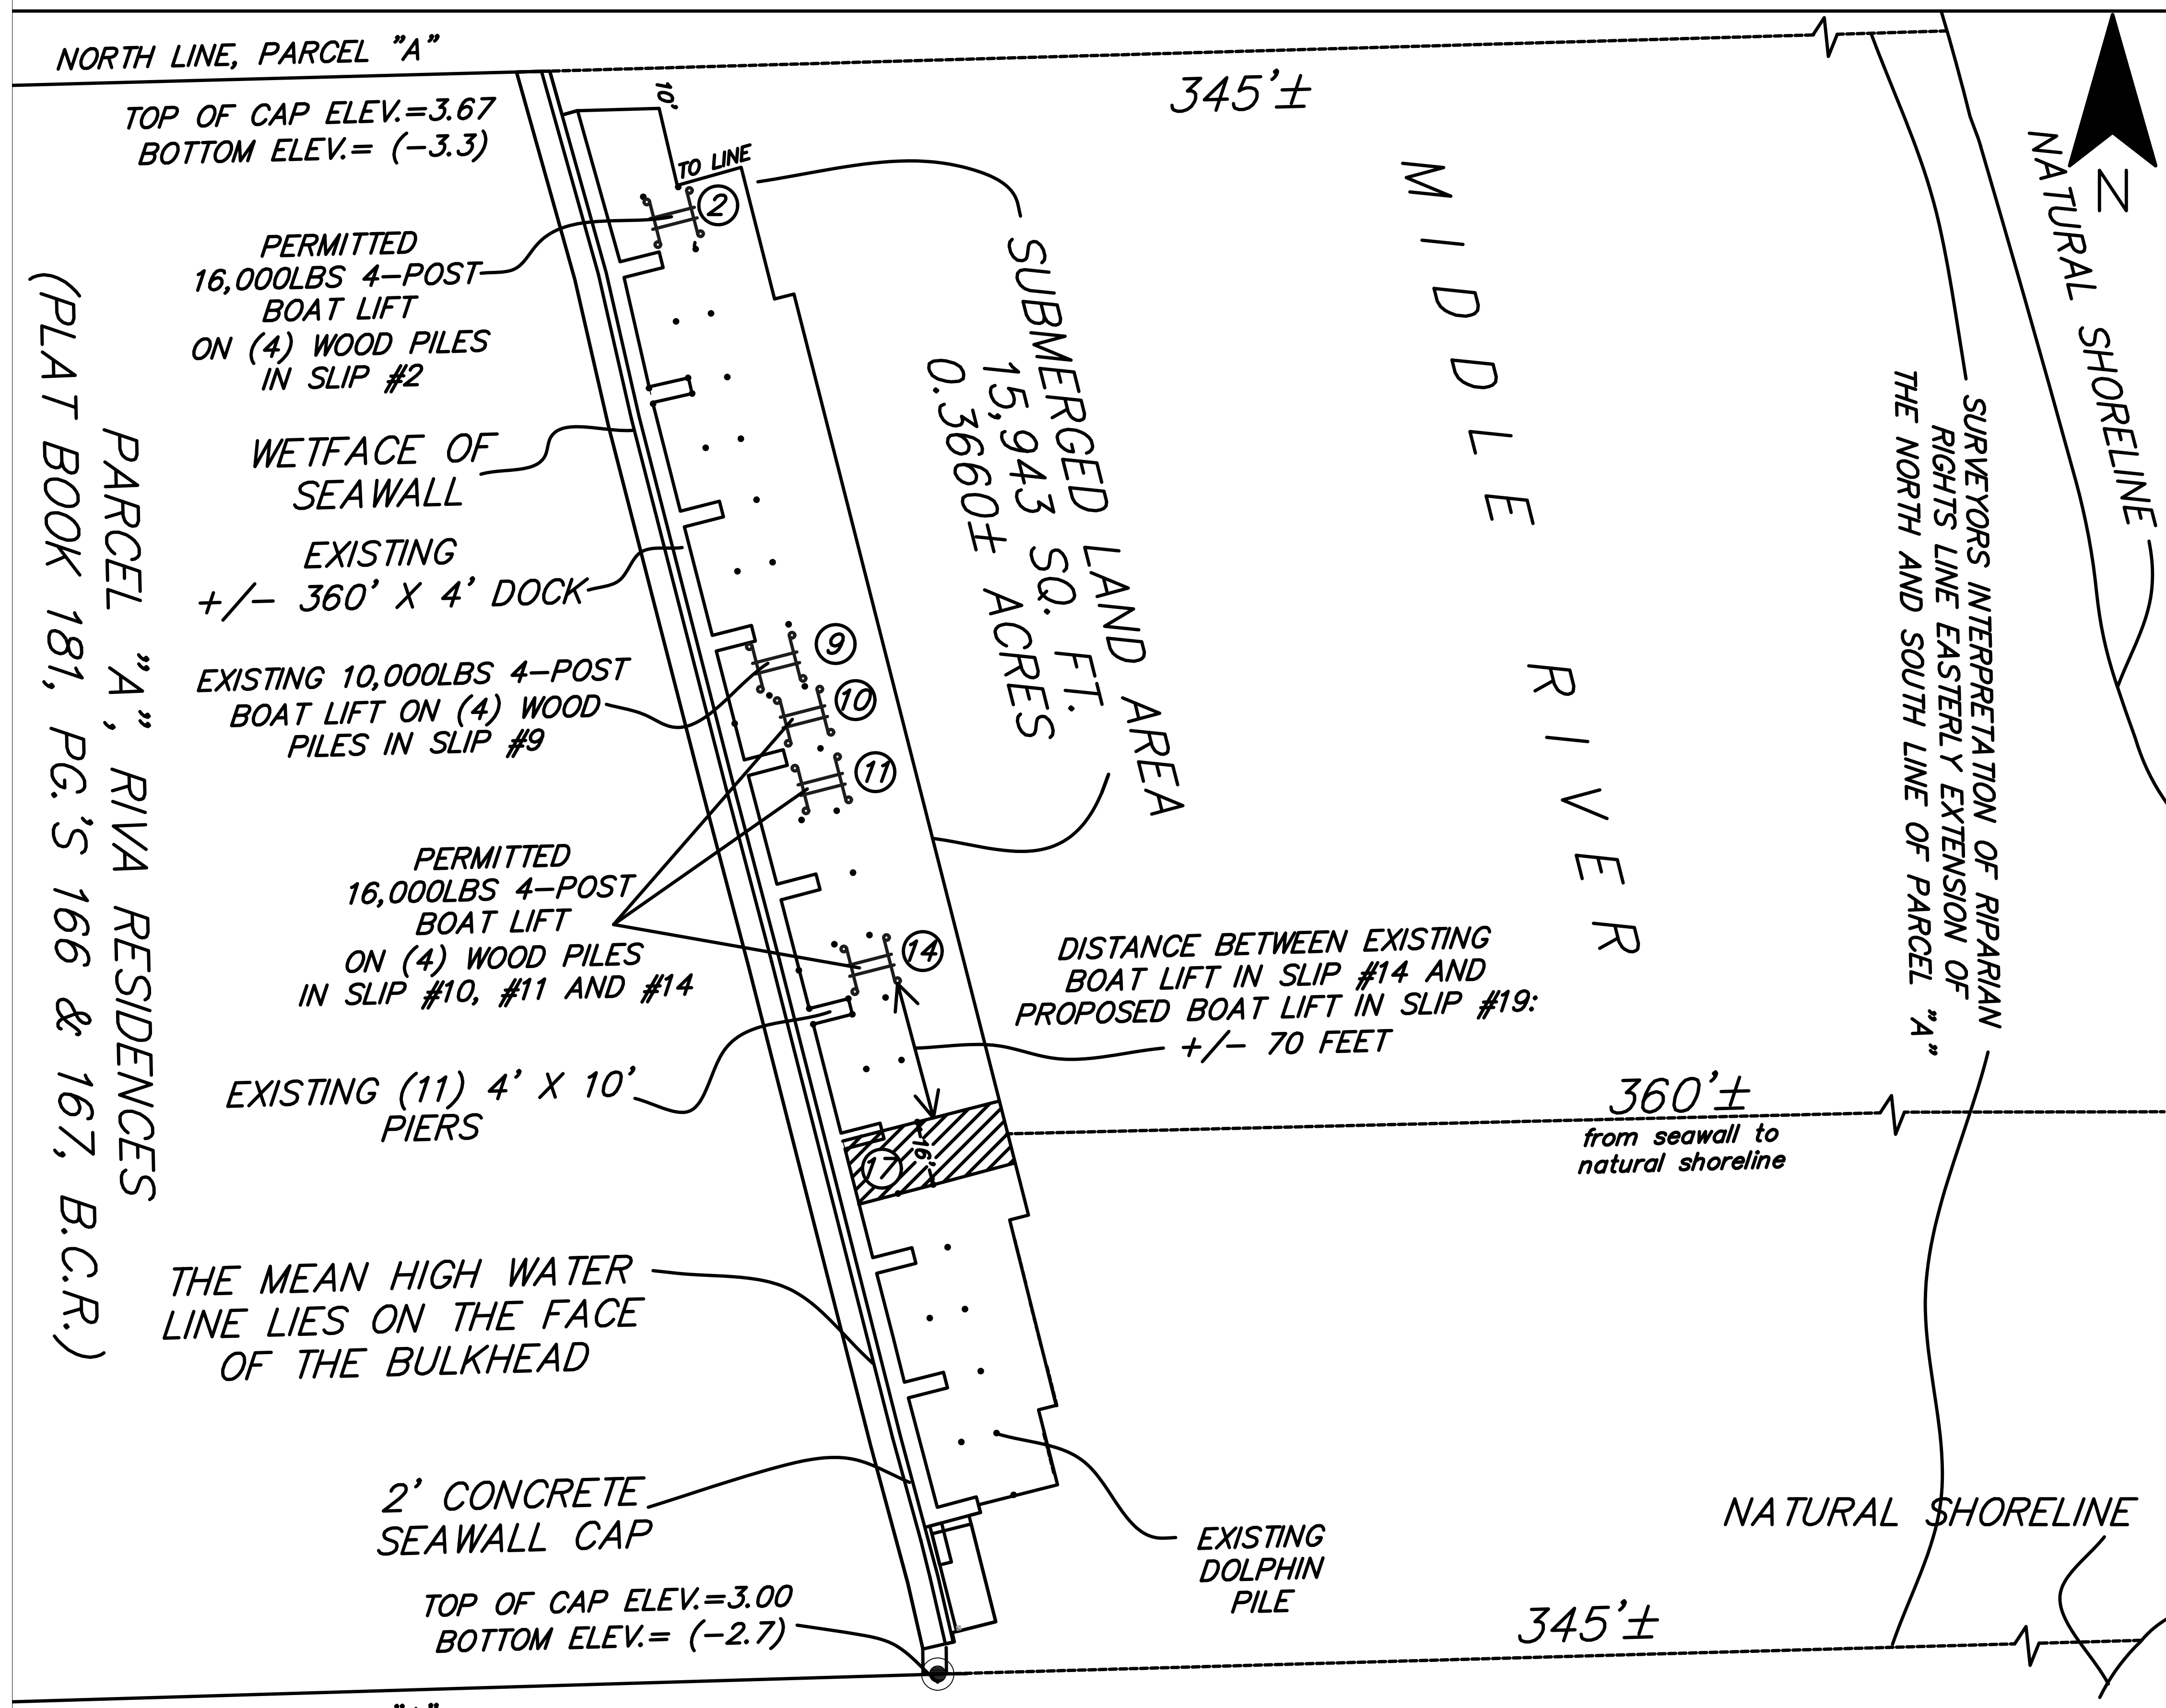 NORTH LINE, PARCEL "A"
345'±
10'
TO LINE
TOP OF CAP ELEV.=3.67
BOTTOM ELEV.= (-3.3)
N
NATURAL SHORELINE
2
PERMITTED
16,000LBS 4-POST
BOAT LIFT
ON (4) WOOD PILES
IN SLIP #2
SUBMERGED LAND AREA
15,943 SQ. FT.
0.3660± ACRES
MIDDLE RIVER
SURVEYORS INTERPRETATION OF RIPARIAN
RIGHTS LINE EASTERLY EXTENSION OF
THE NORTH AND SOUTH LINE OF PARCEL "A"
PARCEL "A", RIVA RESIDENCES
(PLAT BOOK 181, PG.'S 166 & 167, B.C.R.)
WETFACE OF
SEAWALL
EXISTING
+/- 360' X 4' DOCK
9
10
11
EXISTING 10,000LBS 4-POST
BOAT LIFT ON (4) WOOD
PILES IN SLIP #9
PERMITTED
16,000LBS 4-POST
BOAT LIFT
ON (4) WOOD PILES
IN SLIP #10, #11 AND #14
14
DISTANCE BETWEEN EXISTING
BOAT LIFT IN SLIP #14 AND
PROPOSED BOAT LIFT IN SLIP #19:
+/- 70 FEET
EXISTING (11) 4' X 10'
PIERS
360'±
from seawall to
natural shoreline
17
THE MEAN HIGH WATER
LINE LIES ON THE FACE
OF THE BULKHEAD
2' CONCRETE
SEAWALL CAP
EXISTING
DOLPHIN
PILE
NATURAL SHORELINE
TOP OF CAP ELEV.=3.00
BOTTOM ELEV.= (-2.7)
345'±